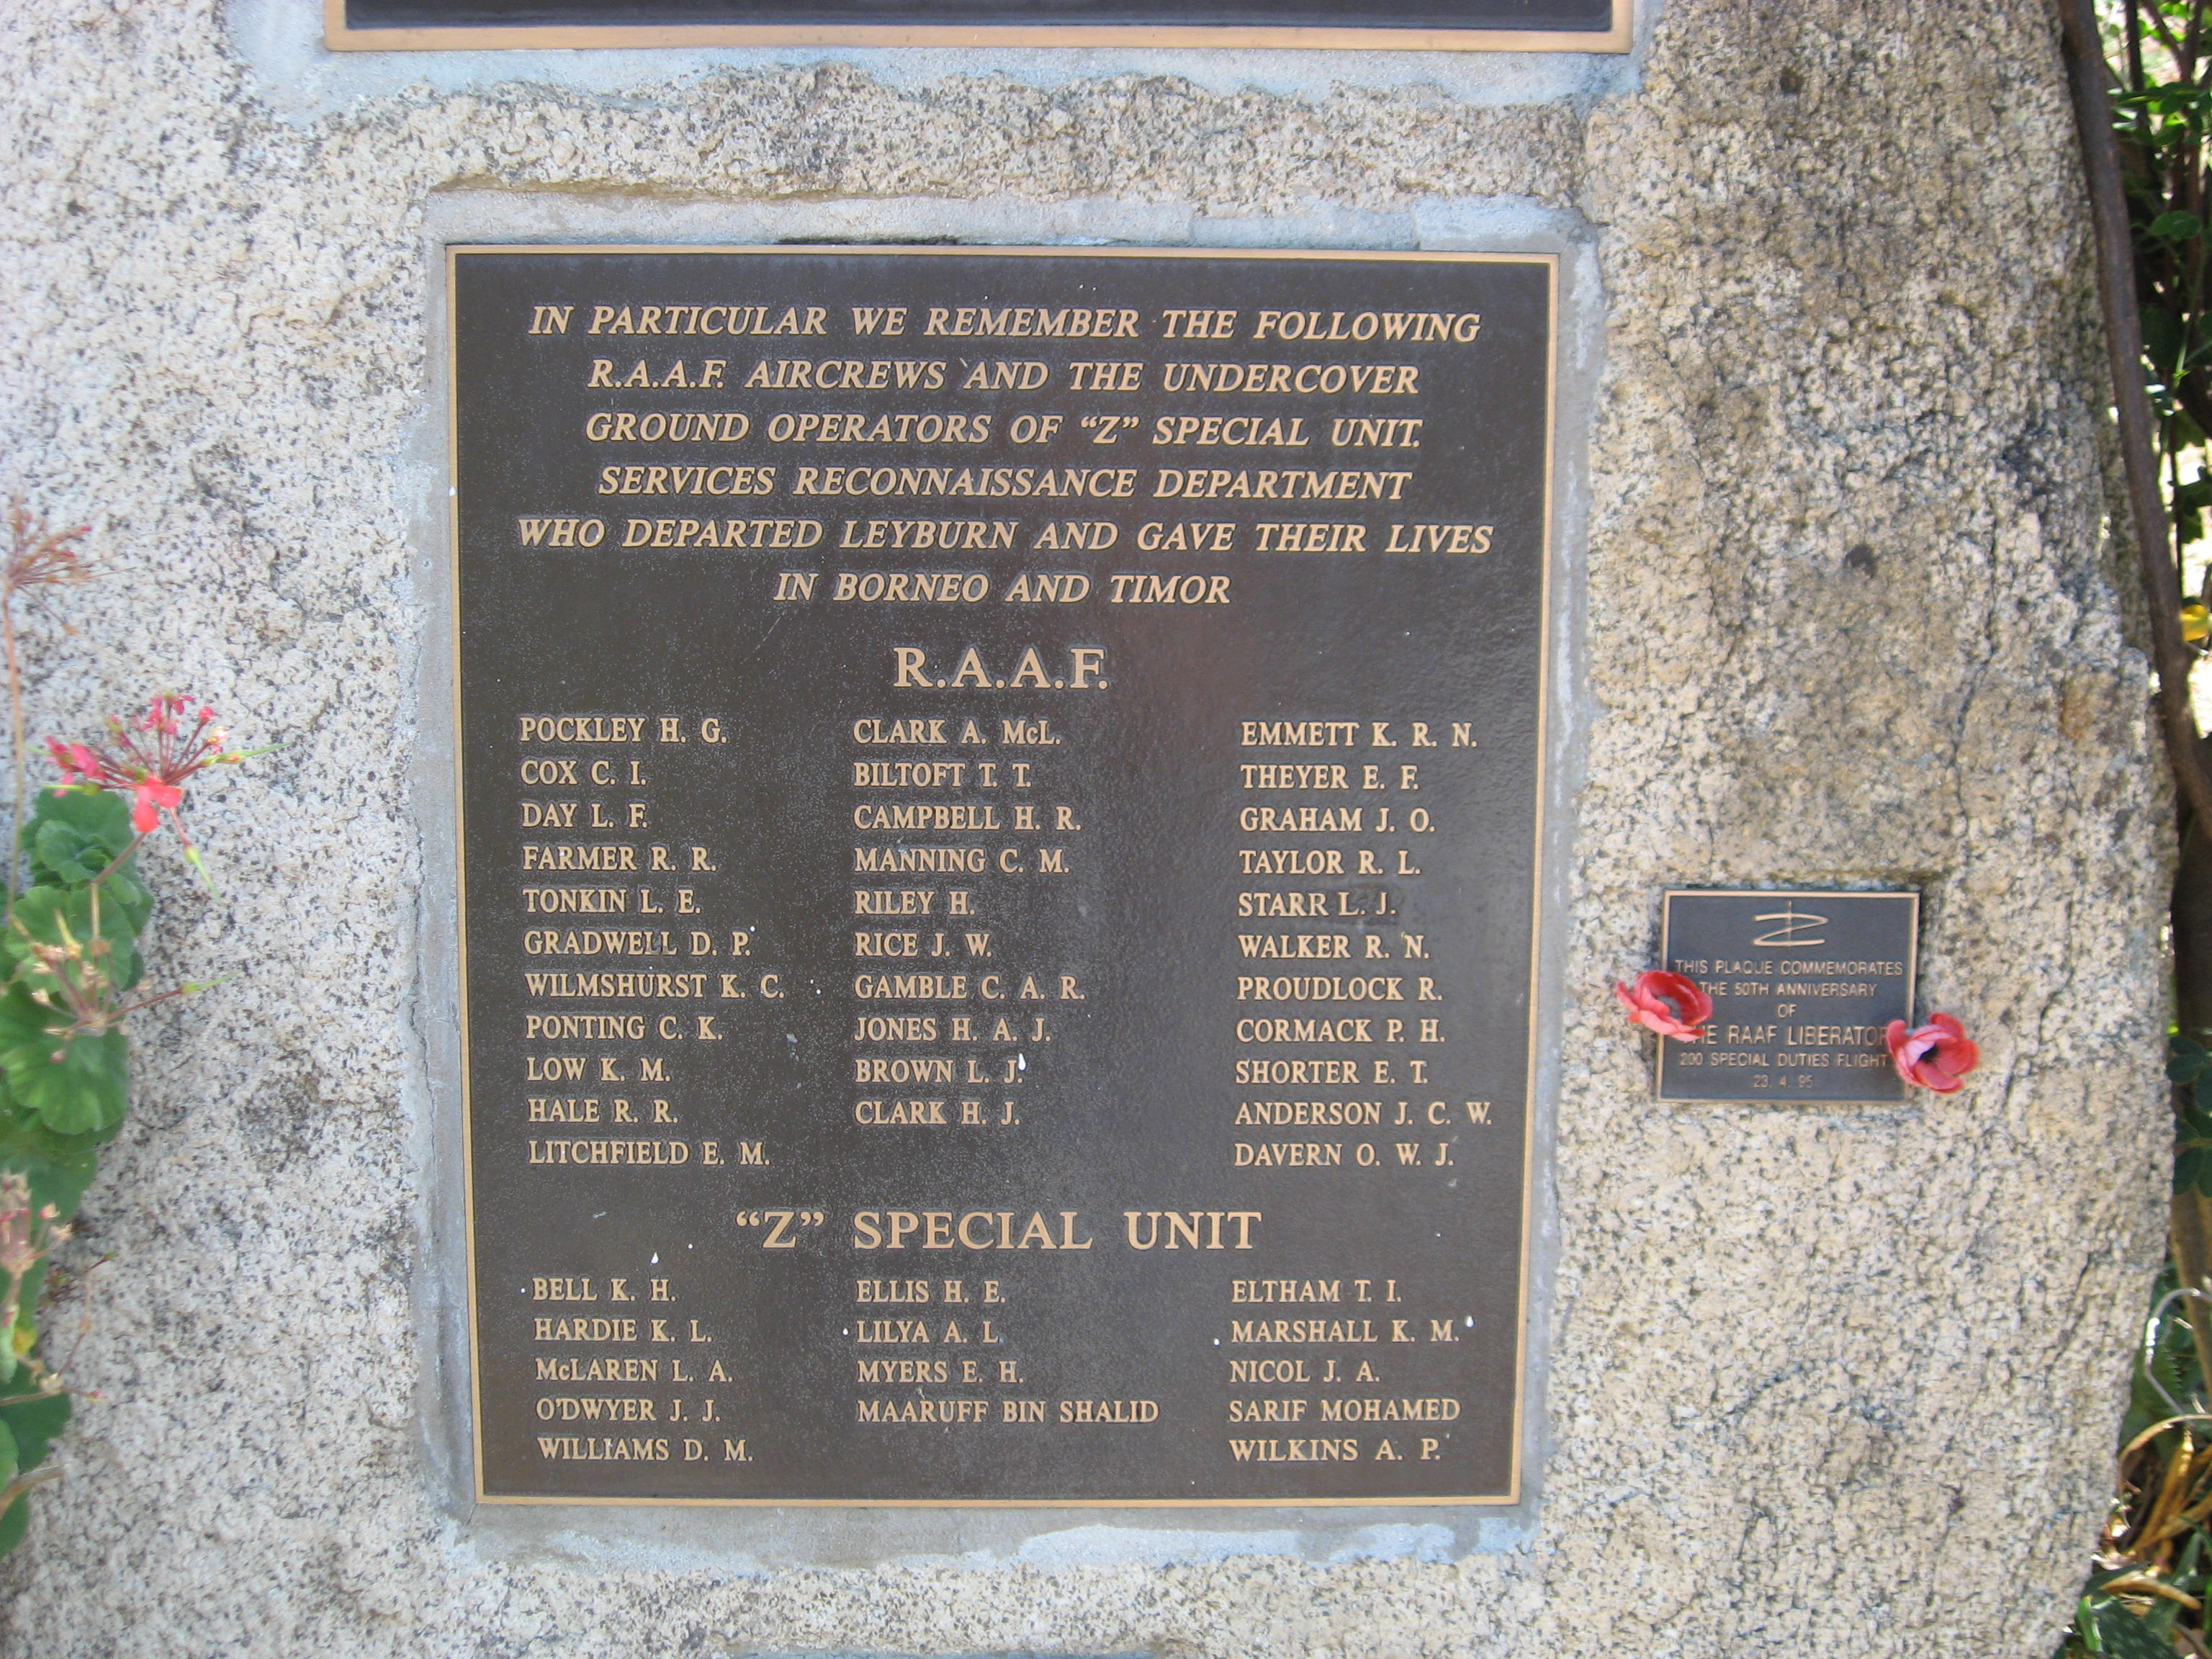 IN PARTICULAR WE REMEMBER THE FOLLOWING
R.A.A.F. AIRCREWS AND THE UNDERCOVER
GROUND OPERATORS OF “Z” SPECIAL UNIT.
SERVICES RECONNAISSANCE DEPARTMENT
WHO DEPARTED LEYBURN AND GAVE THEIR LIVES
IN BORNEO AND TIMOR
R.A.A.F.
POCKLEY H. G.
COX C. I.
DAY L. F.
FARMER R. R.
TONKIN L. E.
GRADWELL D. P.
WILMSHURST K. C.
PONTING C. K.
LOW K. M.
HALE R. R.
LITCHFIELD E. M.
CLARK A. McL.
BILTOFT T. T.
CAMPBELL H. R.
MANNING C. M.
RILEY H.
RICE J. W.
GAMBLE C. A. R.
JONES H. A. J.
BROWN L. J.
CLARK H. J.
EMMETT K. R. N.
THEYER E. F.
GRAHAM J. O.
TAYLOR R. L.
STARR L. J.
WALKER R. N.
PROUDLOCK R.
CORMACK P. H.
SHORTER E. T.
ANDERSON J. C. W.
DAVERN O. W. J.
“Z” SPECIAL UNIT
BELL K. H.
HARDIE K. L.
McLAREN L. A.
O'DWYER J. J.
WILLIAMS D. M.
ELLIS H. E.
LILYA A. L.
MYERS E. H.
MAARUFF BIN SHALID
ELTHAM T. I.
MARSHALL K. M.
NICOL J. A.
SARIF MOHAMED
WILKINS A. P.
THIS PLAQUE COMMEMORATES
THE 50TH ANNIVERSARY
OF
THE RAAF LIBERATOR
200 SPECIAL DUTIES FLIGHT
23 4 95